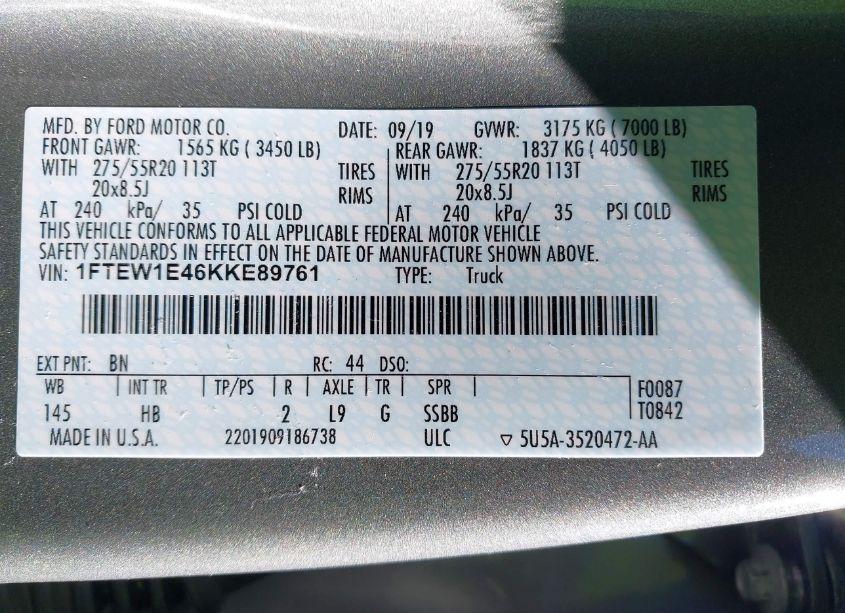 MFD. BY FORD MOTOR CO. DATE: 09/19 GVWR: 3175 KG ( 7000 LB)
FRONT GAWR: 1565 KG ( 3450 LB) REAR GAWR: 1837 KG ( 4050 LB)
WITH 275/55R20 113T TIRES WITH 275/55R20 113T TIRES
20x8.5J RIMS 20x8.5J RIMS
AT 240 kPa/ 35 PSI COLD AT 240 kPa/ 35 PSI COLD
THIS VEHICLE CONFORMS TO ALL APPLICABLE FEDERAL MOTOR VEHICLE
SAFETY STANDARDS IN EFFECT ON THE DATE OF MANUFACTURE SHOWN ABOVE.
VIN: 1FTEW1E46KKE89761 TYPE: Truck
EXT PNT: BN RC: 44 DSO:
WB INT TR TP/PS R AXLE TR SPR F0087
145 HB 2 L9 G SSBB T0842
MADE IN U.S.A. 2201909186738 ULC ▽ 5U5A-3520472-AA